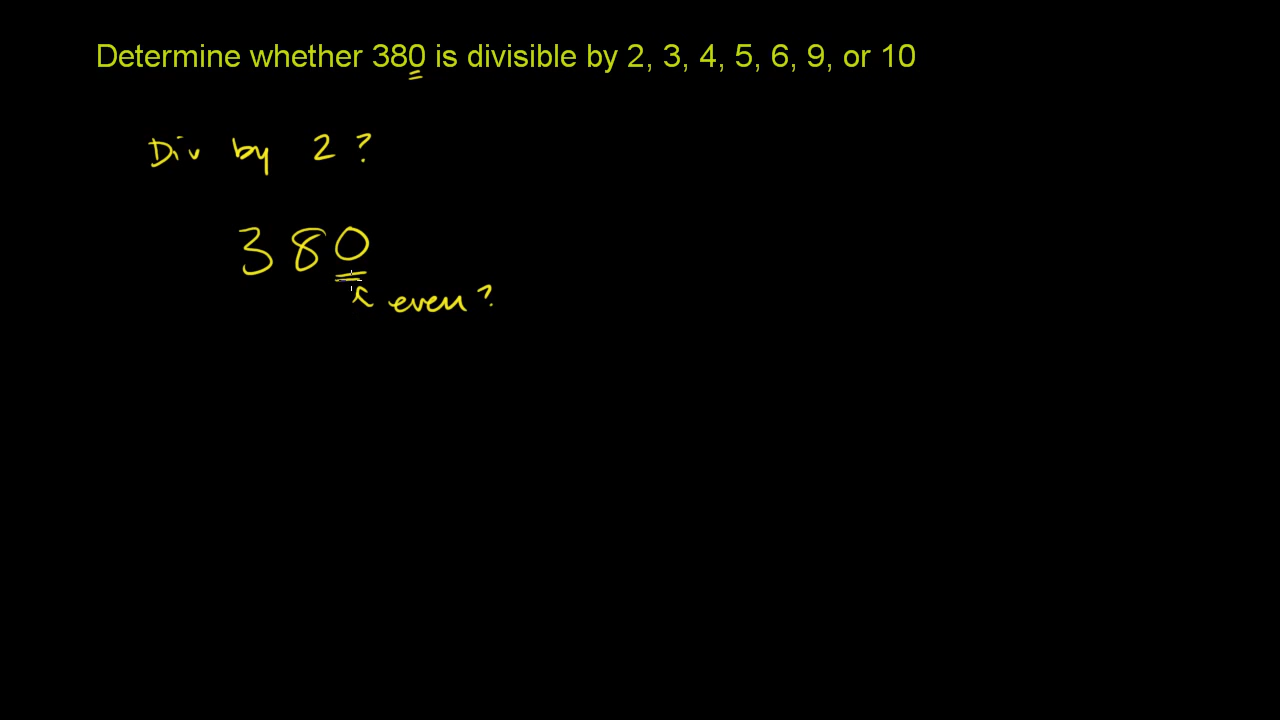 Determine whether 380 is divisible by 2, 3, 4, 5, 6, 9, or 10
Div by 2?
380
even?